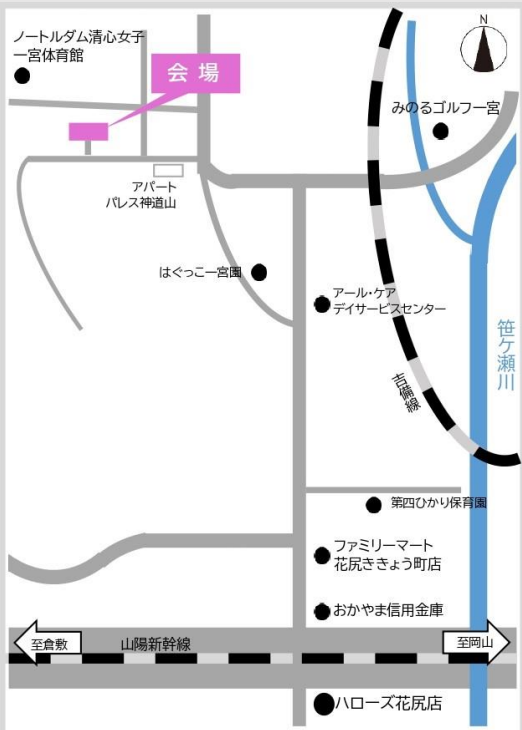 N
ノートルダム清心女子
一宮体育館
会場
みのるゴルフ一宮
アパート
パレス神道山
はぐっこ一宮園
アール・ケア
デイサービスセンター
笹ケ瀬川
吉備線
第四ひかり保育園
ファミリーマート
花尻ききょう町店
おかやま信用金庫
至倉敷
山陽新幹線
至岡山
ハローズ花尻店